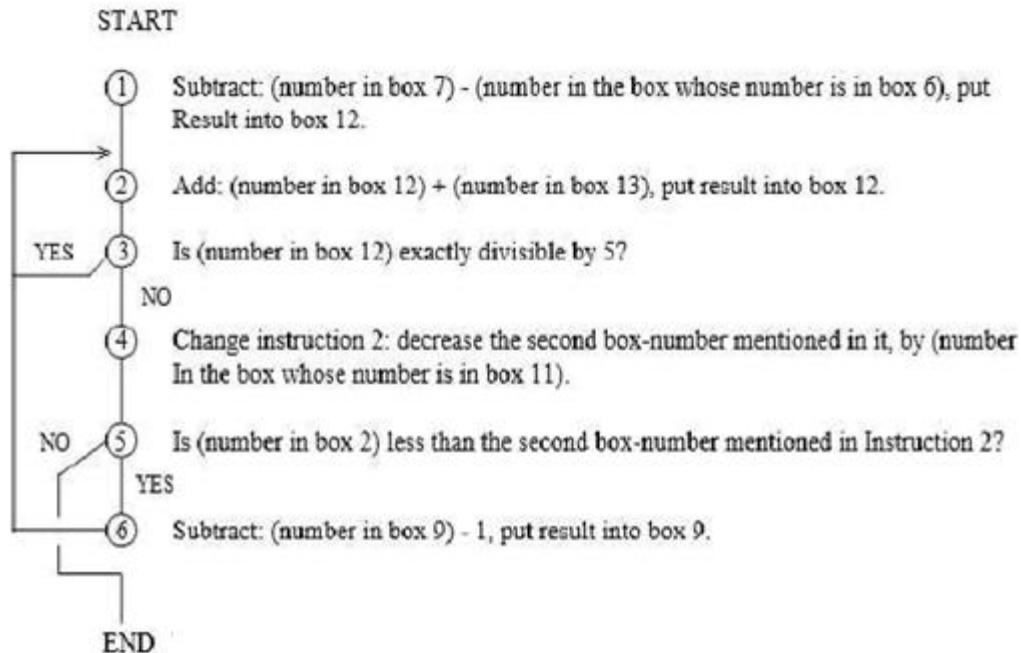 START
1 Subtract: (number in box 7) - (number in the box whose number is in box 6), put
Result into box 12.
2 Add: (number in box 12) + (number in box 13), put result into box 12.
YES 3 Is (number in box 12) exactly divisible by 5?
NO
4 Change instruction 2: decrease the second box-number mentioned in it, by (number
In the box whose number is in box 11).
NO 5 Is (number in box 2) less than the second box-number mentioned in Instruction 2?
YES
6 Subtract: (number in box 9) - 1, put result into box 9.
END